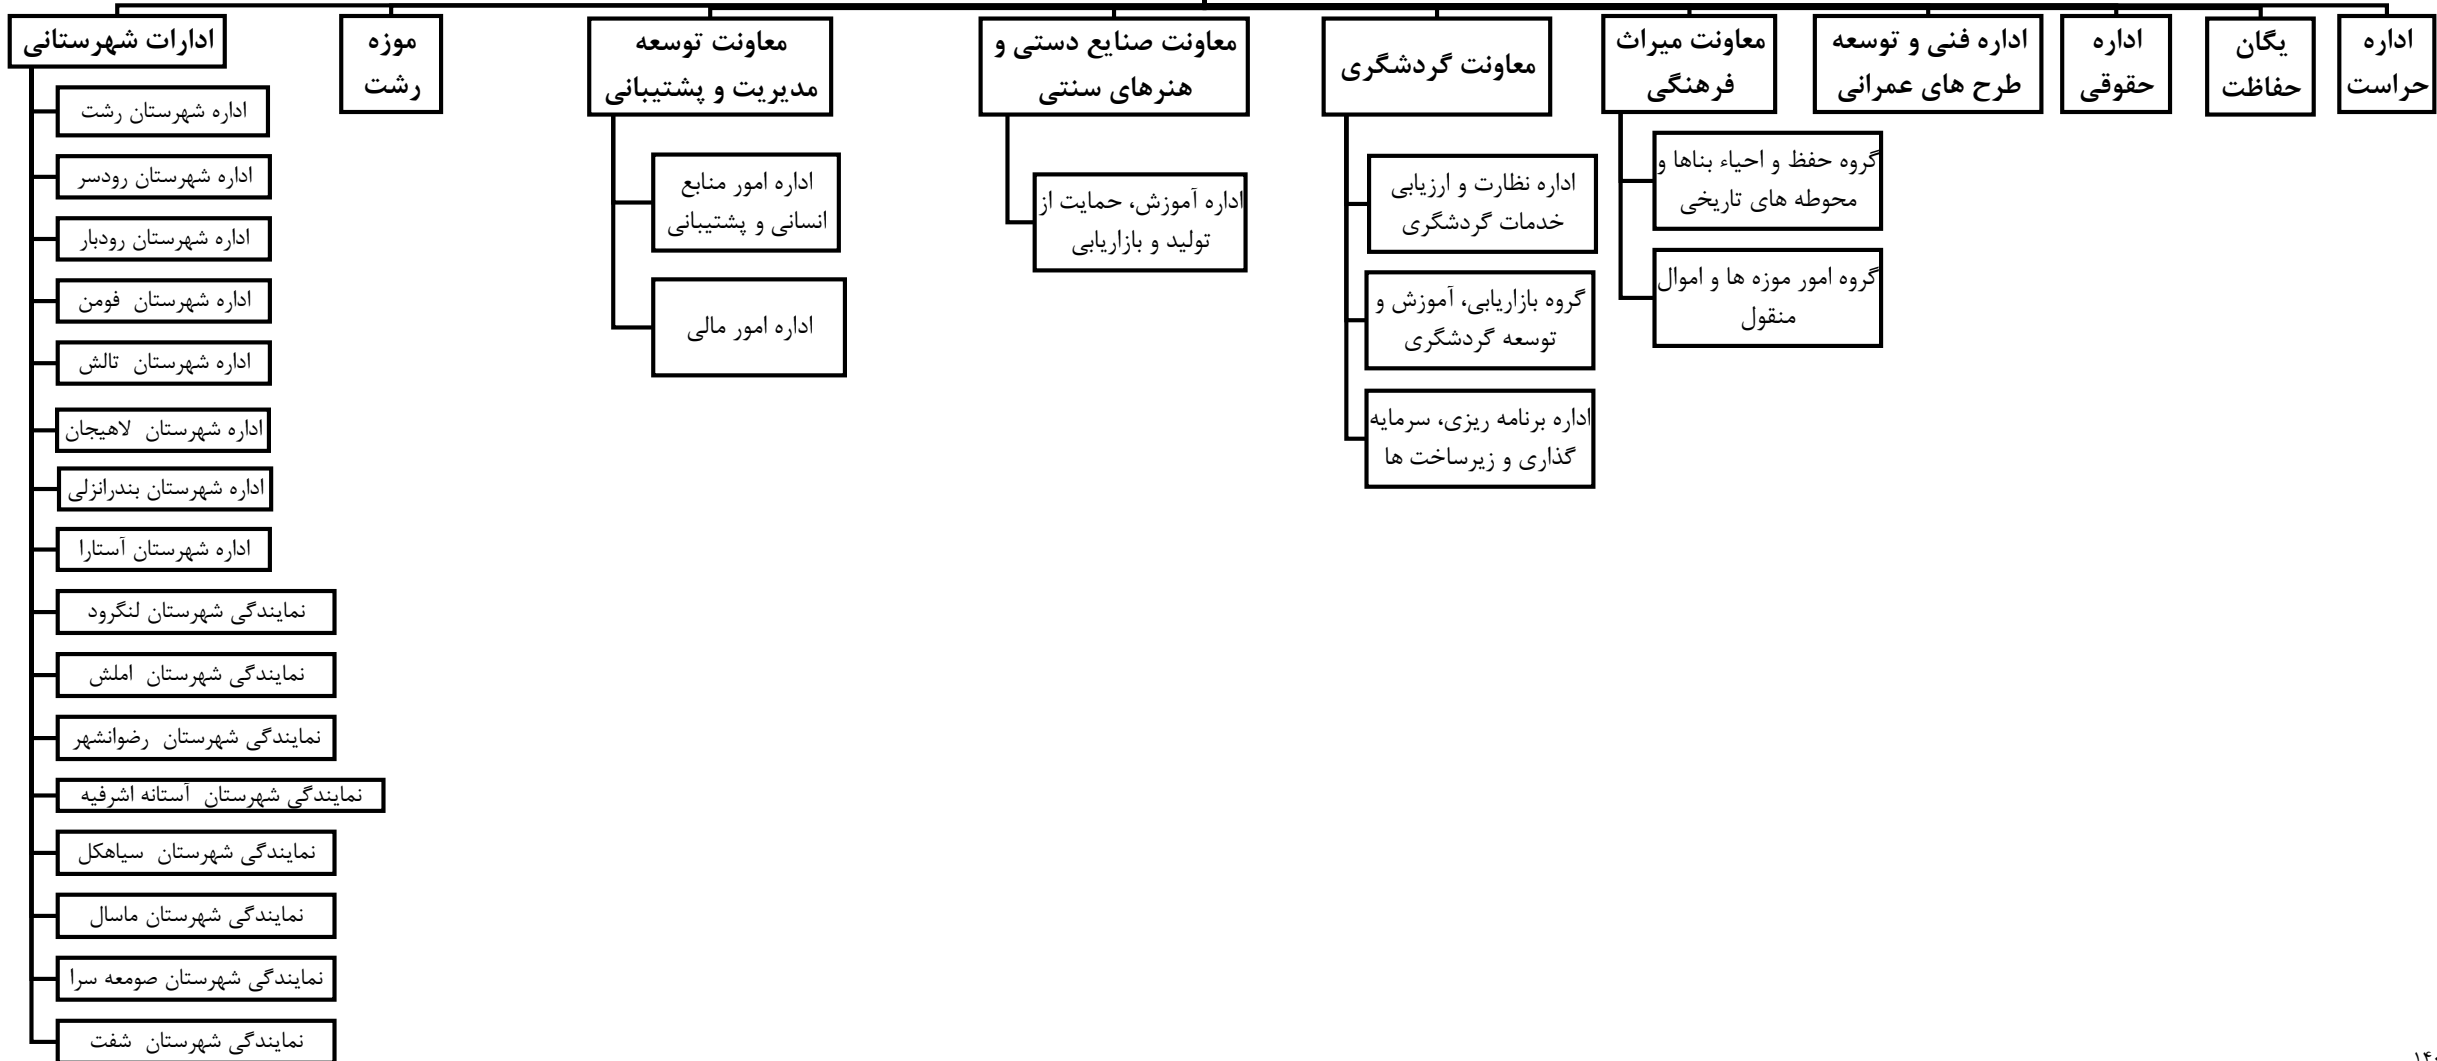 اداره
حراست
یگان
حفاظت
اداره
حقوقی
اداره فنی و توسعه
طرح های عمرانی
معاونت میراث
فرهنگی
گروه حفظ و احیاء بناها و
محوطه های تاریخی
گروه امور موزه ها و اموال
منقول
معاونت گردشگری
اداره نظارت و ارزیابی
خدمات گردشگری
گروه بازاریابی، آموزش و
توسعه گردشگری
اداره برنامه ریزی، سرمایه
گذاری و زیرساخت ها
معاونت صنایع دستی و
هنرهای سنتی
اداره آموزش، حمایت از
تولید و بازاریابی
معاونت توسعه
مدیریت و پشتیبانی
اداره امور منابع
انسانی و پشتیبانی
اداره امور مالی
موزه
رشت
ادارات شهرستانی
اداره شهرستان رشت
اداره شهرستان رودسر
اداره شهرستان رودبار
اداره شهرستان فومن
اداره شهرستان تالش
اداره شهرستان لاهیجان
اداره شهرستان بندرانزلی
اداره شهرستان آستارا
نمایندگی شهرستان لنگرود
نمایندگی شهرستان املش
نمایندگی شهرستان رضوانشهر
نمایندگی شهرستان آستانه اشرفیه
نمایندگی شهرستان سیاهکل
نمایندگی شهرستان ماسال
نمایندگی شهرستان صومعه سرا
نمایندگی شهرستان شفت